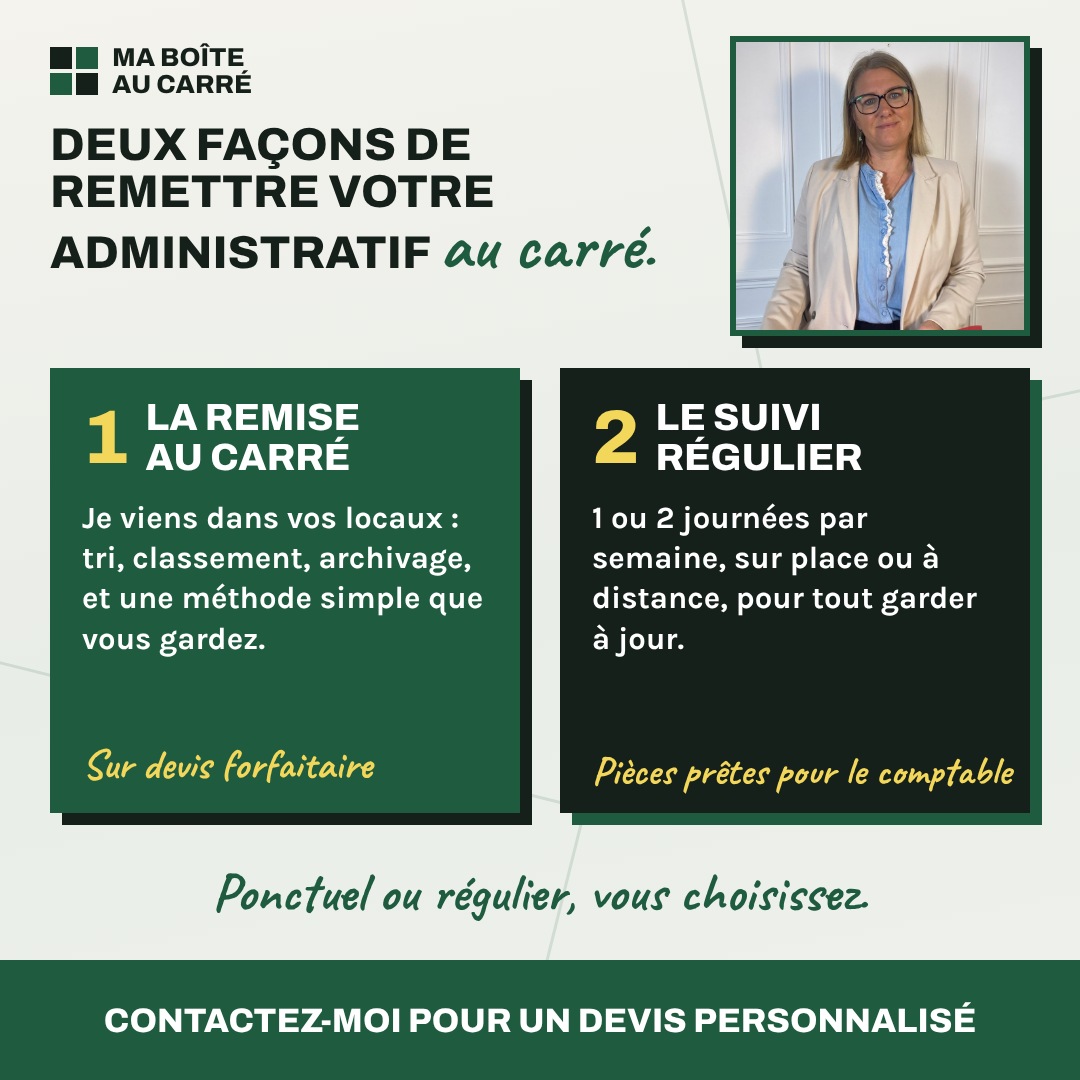 MA BOÎTE
AU CARRÉ
DEUX FAÇONS DE
REMETTRE VOTRE
ADMINISTRATIF au carré.
1
LA REMISE
AU CARRÉ
Je viens dans vos locaux :
tri, classement, archivage,
et une méthode simple que
vous gardez.
Sur devis forfaitaire
2
LE SUIVI
RÉGULIER
1 ou 2 journées par
semaine, sur place ou à
distance, pour tout garder
à jour.
Pièces prêtes pour le comptable
Ponctuel ou régulier, vous choisissez.
CONTACTEZ-MOI POUR UN DEVIS PERSONNALISÉ